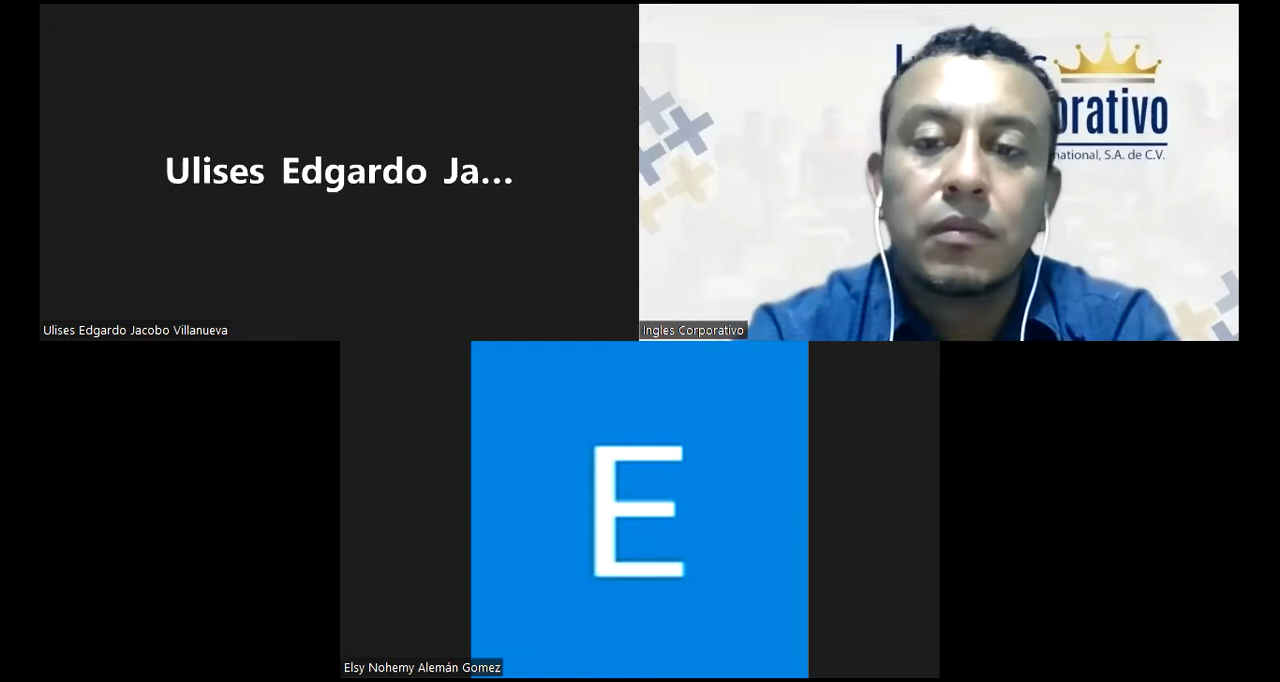 Ulises Edgardo Ja...
orativo
national, S.A. de C.V.
Ulises Edgardo Jacobo Villanueva
Ingles Corporativo
E
Elsy Nohemy Alemán Gomez